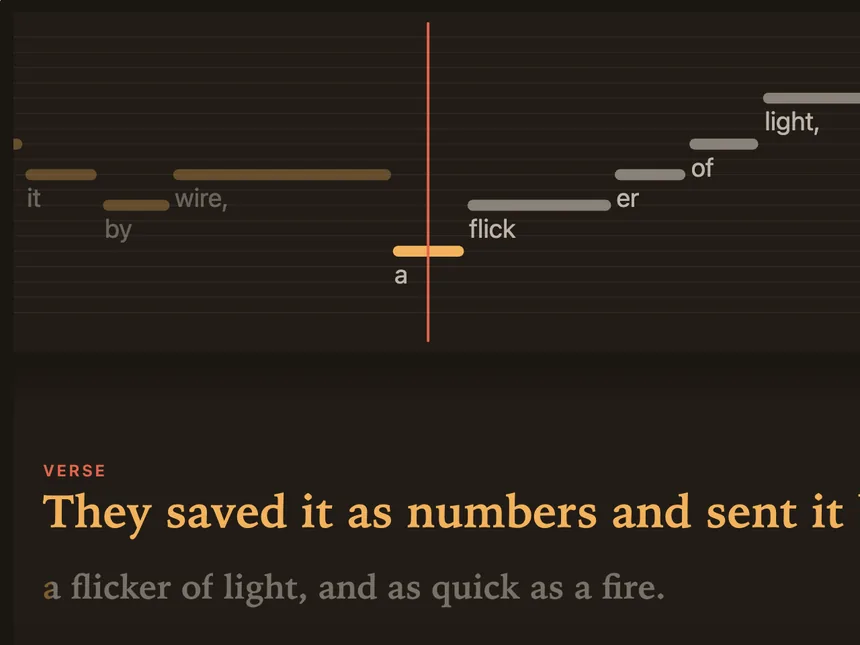 it
by
wire,
a
flick
er
of
light,
VERSE
They saved it as numbers and sent it
a flicker of light, and as quick as a fire.